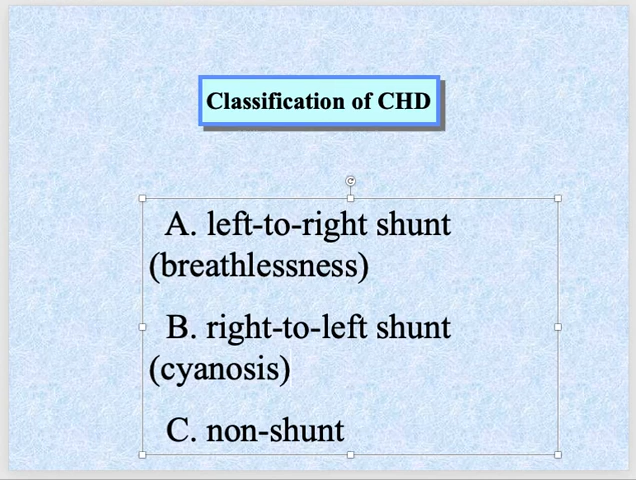 Classification of CHD
A. left-to-right shunt
(breathlessness)
B. right-to-left shunt
(cyanosis)
C. non-shunt